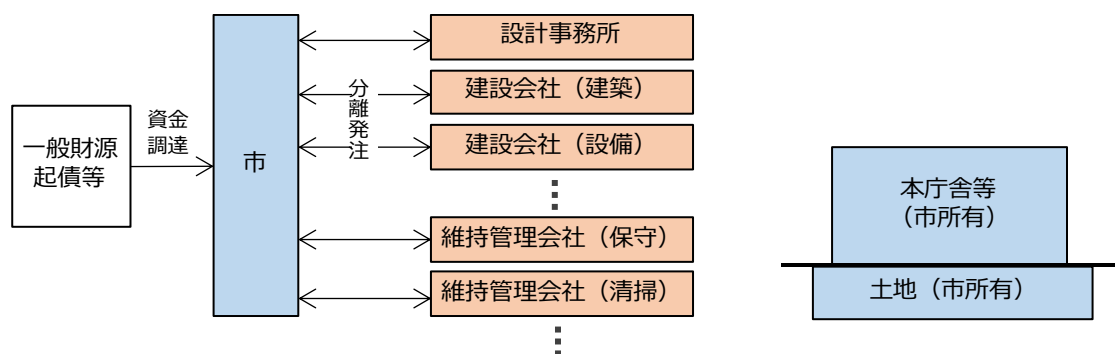 一般財源
起債等
資金
調達
市
分離発注
設計事務所
建設会社（建築）
建設会社（設備）
維持管理会社（保守）
維持管理会社（清掃）
本庁舎等
（市所有）
土地（市所有）